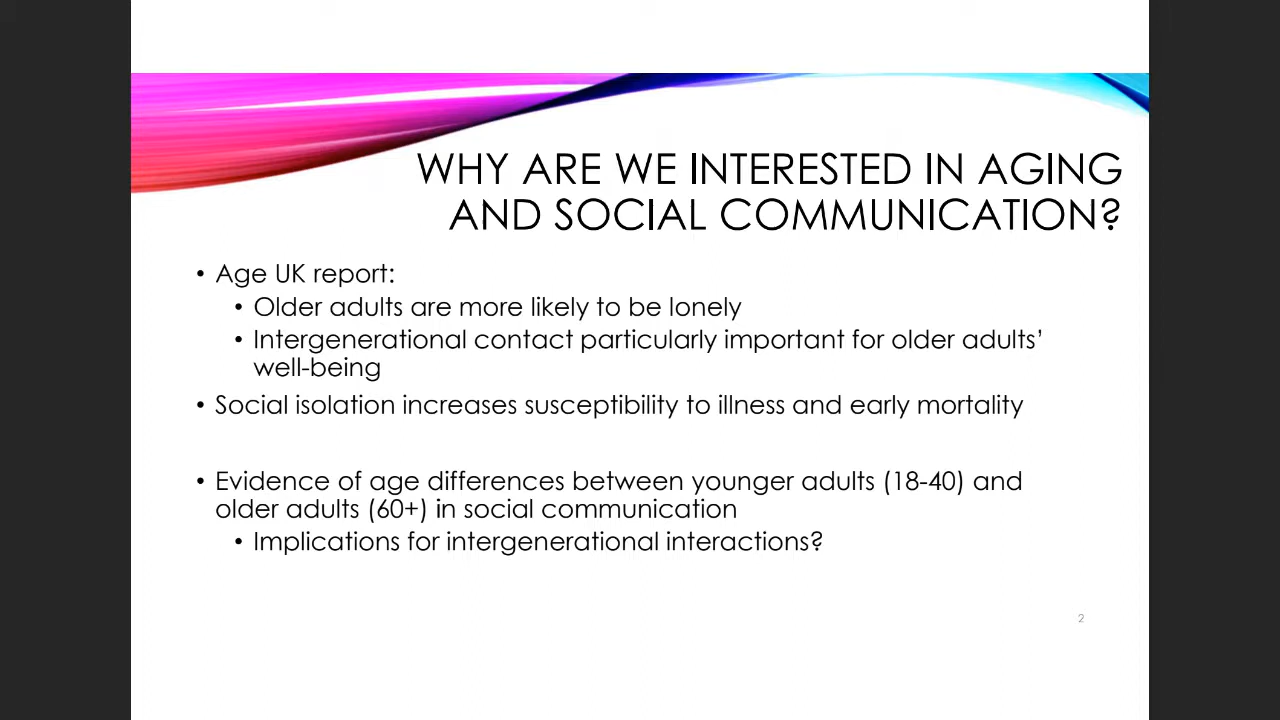 WHY ARE WE INTERESTED IN AGING
AND SOCIAL COMMUNICATION?
• Age UK report:
• Older adults are more likely to be lonely
• Intergenerational contact particularly important for older adults’
well-being
• Social isolation increases susceptibility to illness and early mortality
• Evidence of age differences between younger adults (18-40) and
older adults (60+) in social communication
• Implications for intergenerational interactions?
2